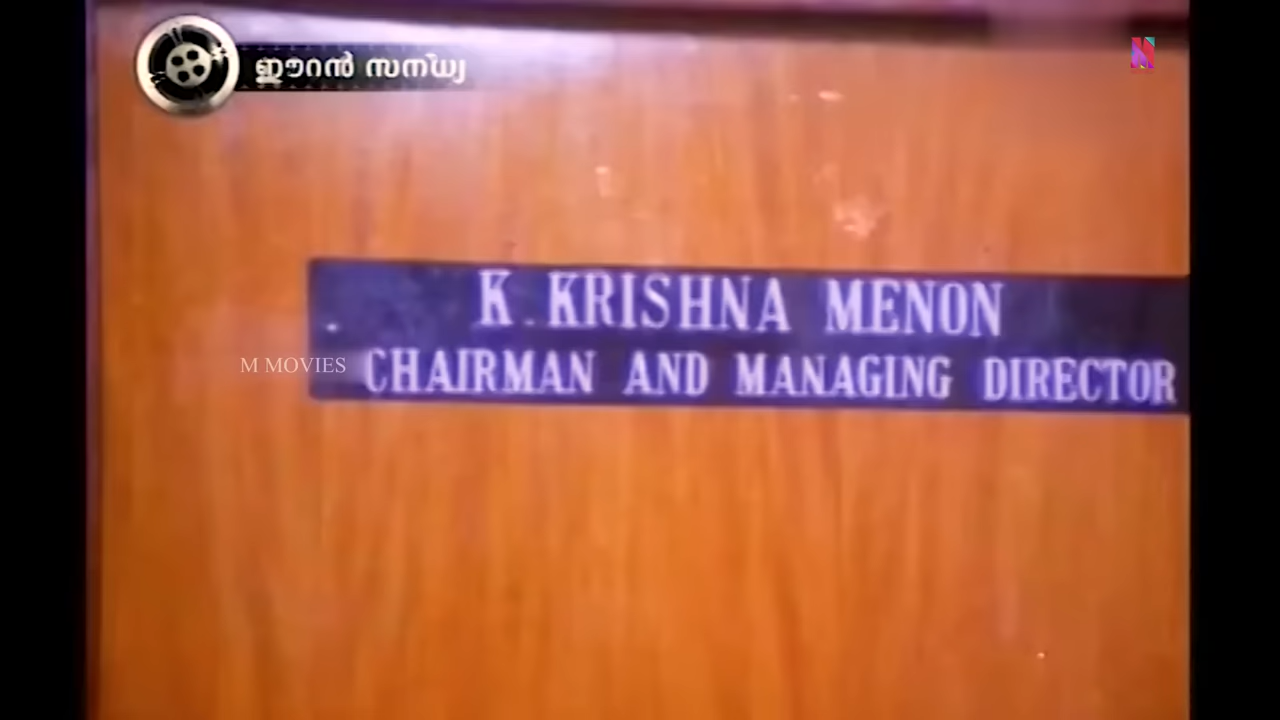 ഈറൻ സന്ധ്യ
N
K. KRISHNA MENON
M MOVIES
CHAIRMAN AND MANAGING DIRECTOR